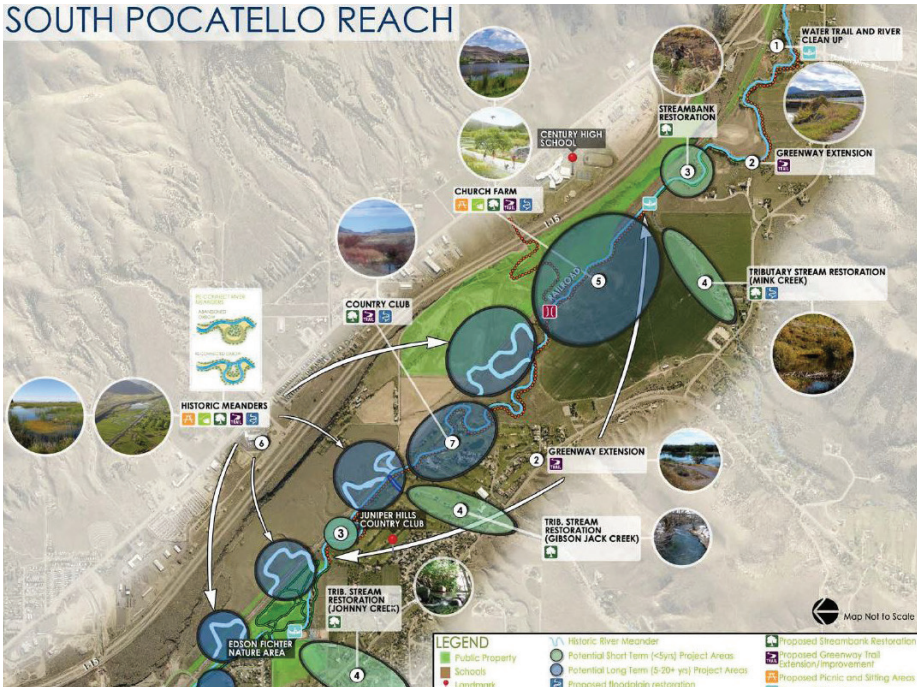 SOUTH POCATELLO REACH
1
WATER TRAIL AND RIVER
CLEAN UP
STREAMBANK
RESTORATION
3
2
GREENWAY EXTENSION
CENTURY HIGH
SCHOOL
CHURCH FARM
I-15
RAILROAD
5
4
TRIBUTARY STREAM RESTORATION
(MINK CREEK)
COUNTRY CLUB
HISTORIC MEANDERS
6
7
2
GREENWAY EXTENSION
4
TRIB. STREAM
RESTORATION
(GIBSON JACK CREEK)
JUNIPER HILLS
COUNTRY CLUB
3
TRIB. STREAM
RESTORATION
(JOHNNY CREEK)
4
EDSON FICHTER
NATURE AREA
I-15
Map Not to Scale
LEGEND
Public Property
Schools
Landmark
Historic River Meander
Potential Short Term (<5yrs) Project Areas
Potential Long Term (5-20+ yrs) Project Areas
Proposed floodplain restoration
Proposed Streambank Restoration
Proposed Greenway Trail
Extension/Improvement
Proposed Picnic and Sitting Areas